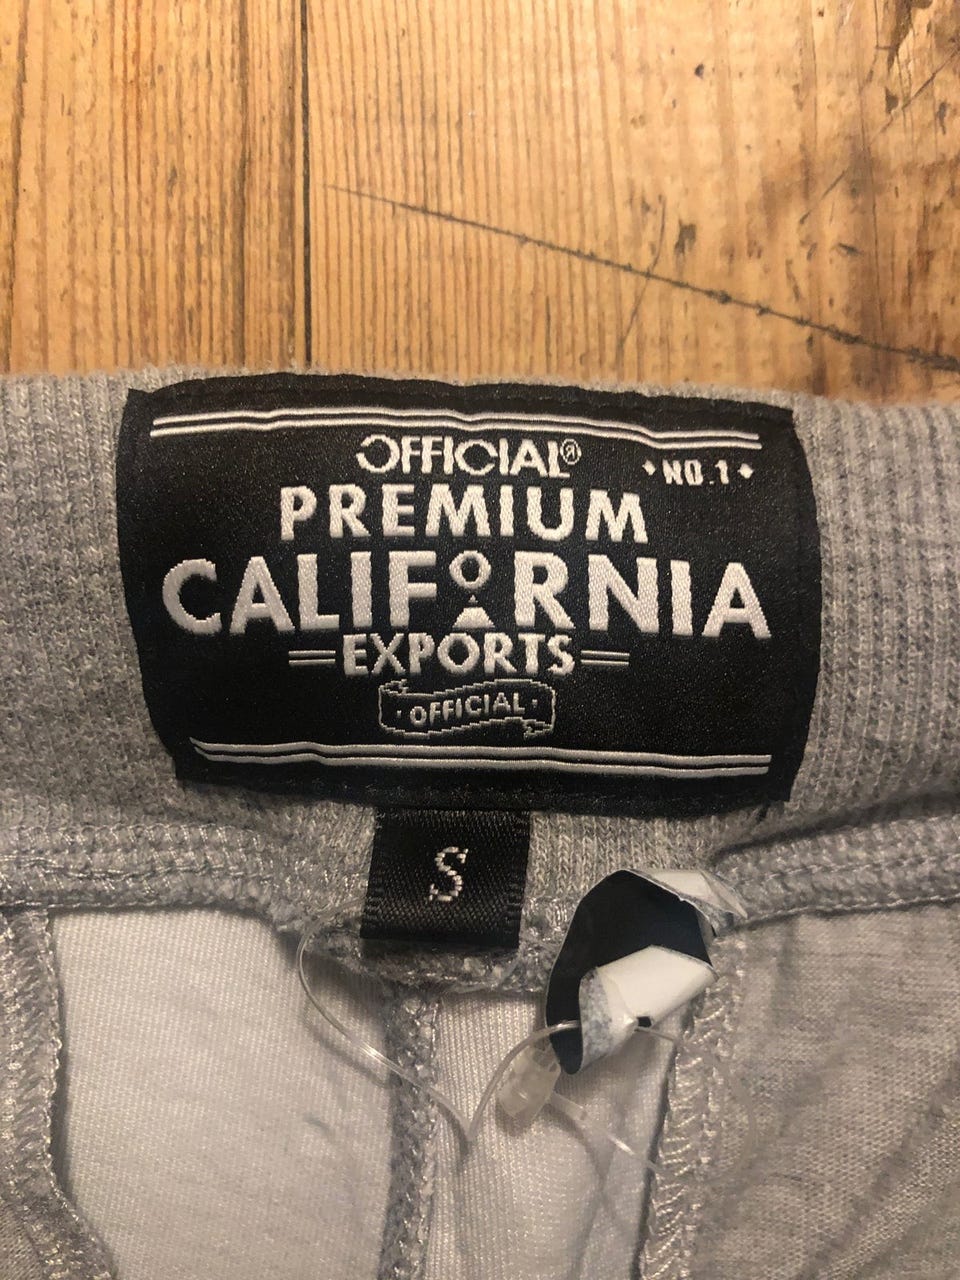 OFFICIAL®
NO.1
PREMIUM
CALIFORNIA
EXPORTS
OFFICIAL
S